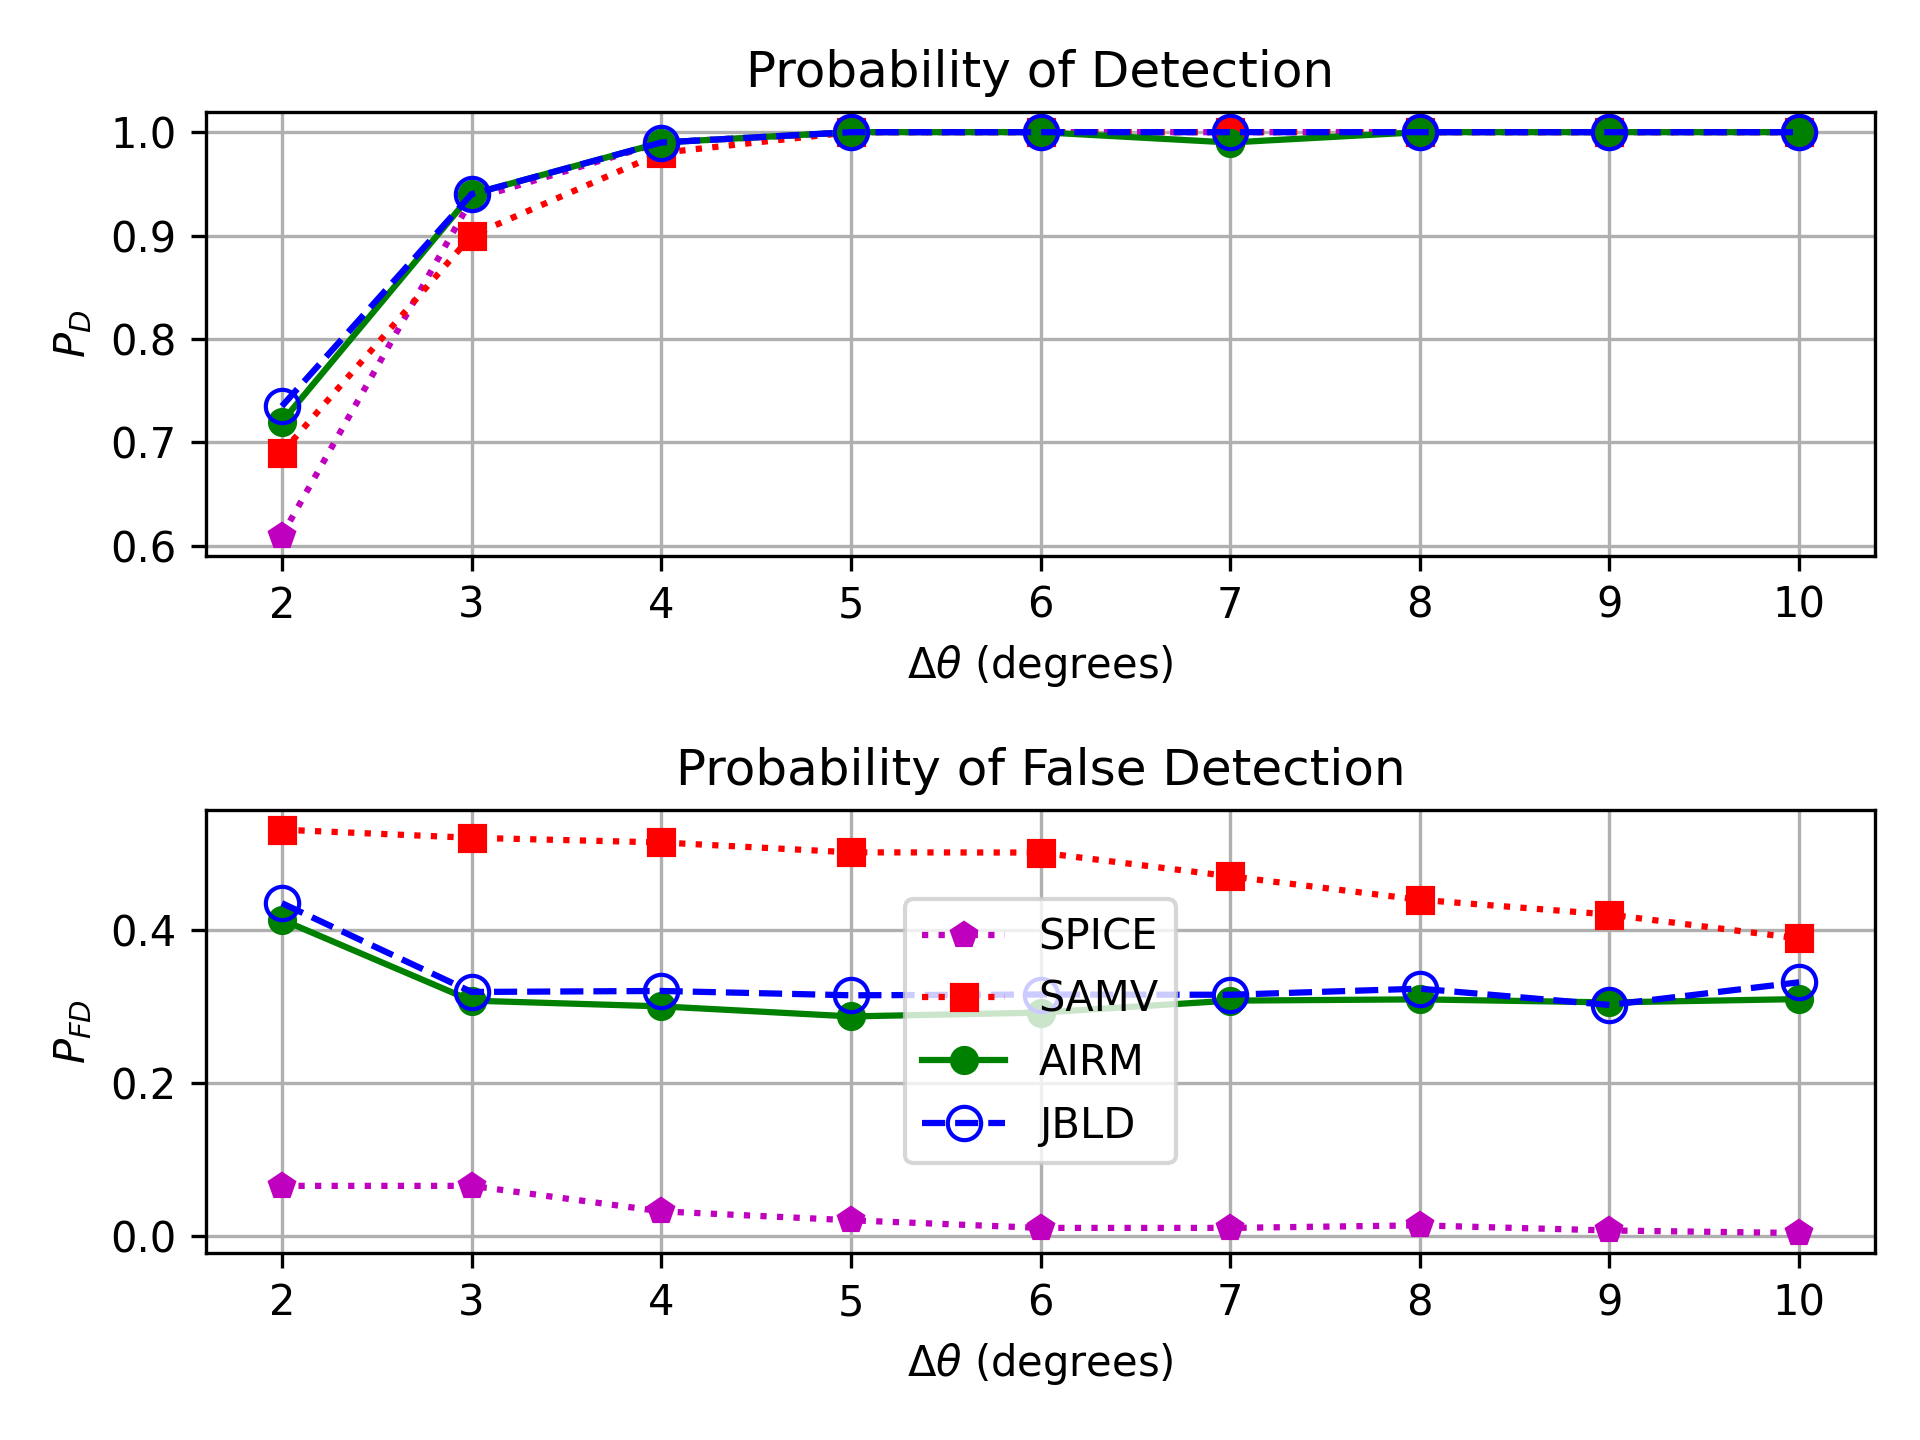 Probability of Detection
1.0
0.9
0.8
0.7
0.6
P_D
2 3 4 5 6 7 8 9 10
Δθ (degrees)
Probability of False Detection
0.4
0.2
0.0
P_FD
SPICE
SAMV
AIRM
JBLD
2 3 4 5 6 7 8 9 10
Δθ (degrees)